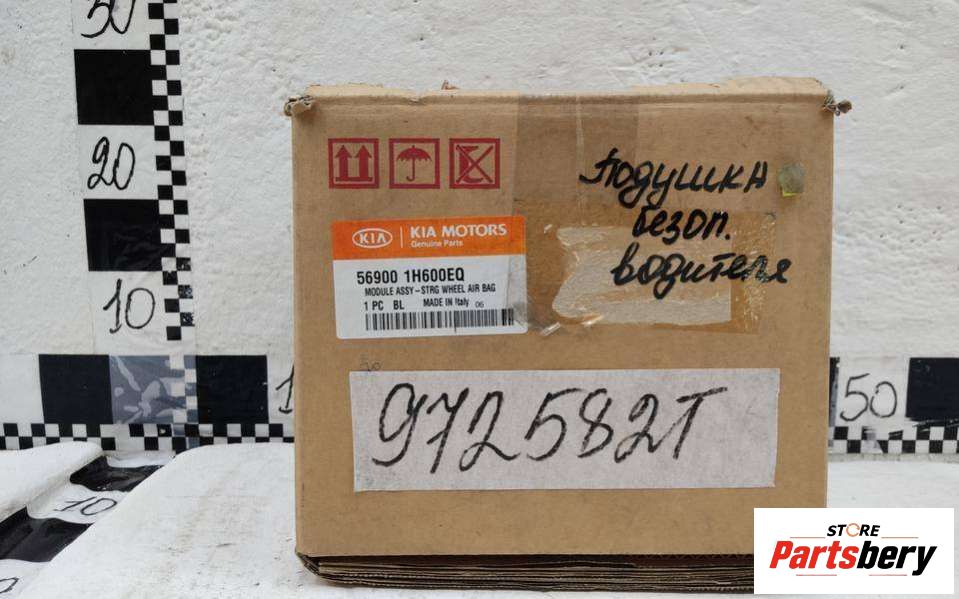 30
20
10
подушка
безоп.
водителя
KIA KIA MOTORS
Genuine Parts
56900 1H600EQ
MODULE ASSY-STRG WHEEL AIR BAG
1 PC BL MADE IN Italy 06
972582Т
50
10
STORE
Partsbery